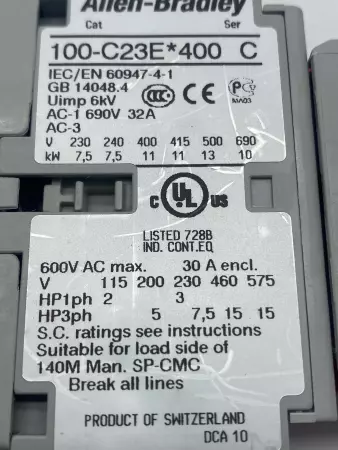 Allen-Bradley
Cat Ser
100-C23E*400 C
IEC/EN 60947-4-1
GB 14048.4
Uimp 6kV
AC-1 690V 32A
AC-3
CCC CE
V 230 240 400 415 500 690
kW 7,5 7,5 11 11 13 10
C UL US
LISTED 728B
IND. CONT.EQ
600V AC max. 30 A encl.
V 115 200 230 460 575
HP1ph 2 3
HP3ph 5 7,5 15 15
S.C. ratings see instructions
Suitable for load side of
140M Man. SP-CMC
Break all lines
PRODUCT OF SWITZERLAND
DCA 10